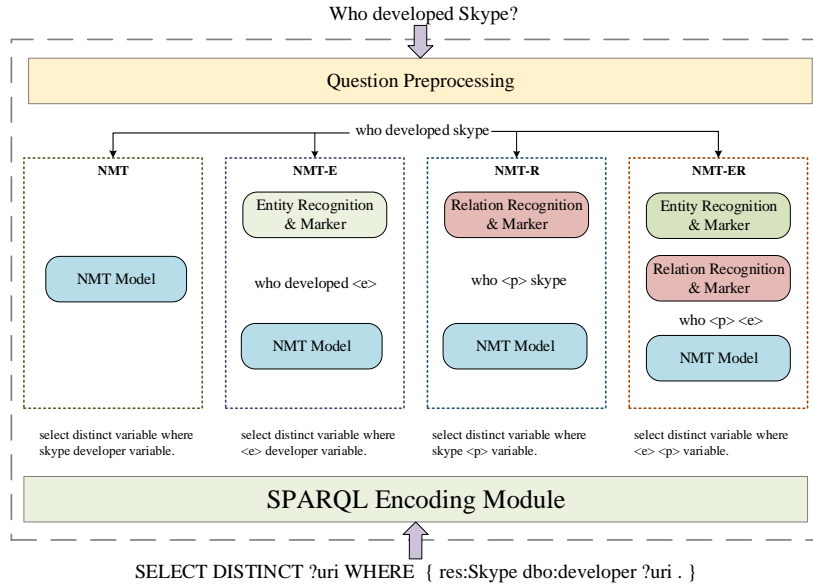 Who developed Skype?
Question Preprocessing
who developed skype
NMT
NMT Model
select distinct variable where
skype developer variable.
NMT-E
Entity Recognition
& Marker
who developed <e>
NMT Model
select distinct variable where
<e> developer variable.
NMT-R
Relation Recognition
& Marker
who <p> skype
NMT Model
select distinct variable where
skype <p> variable.
NMT-ER
Entity Recognition
& Marker
Relation Recognition
& Marker
who <p> <e>
NMT Model
select distinct variable where
<e> <p> variable.
SPARQL Encoding Module
SELECT DISTINCT ?uri WHERE { res:Skype dbo:developer ?uri . }